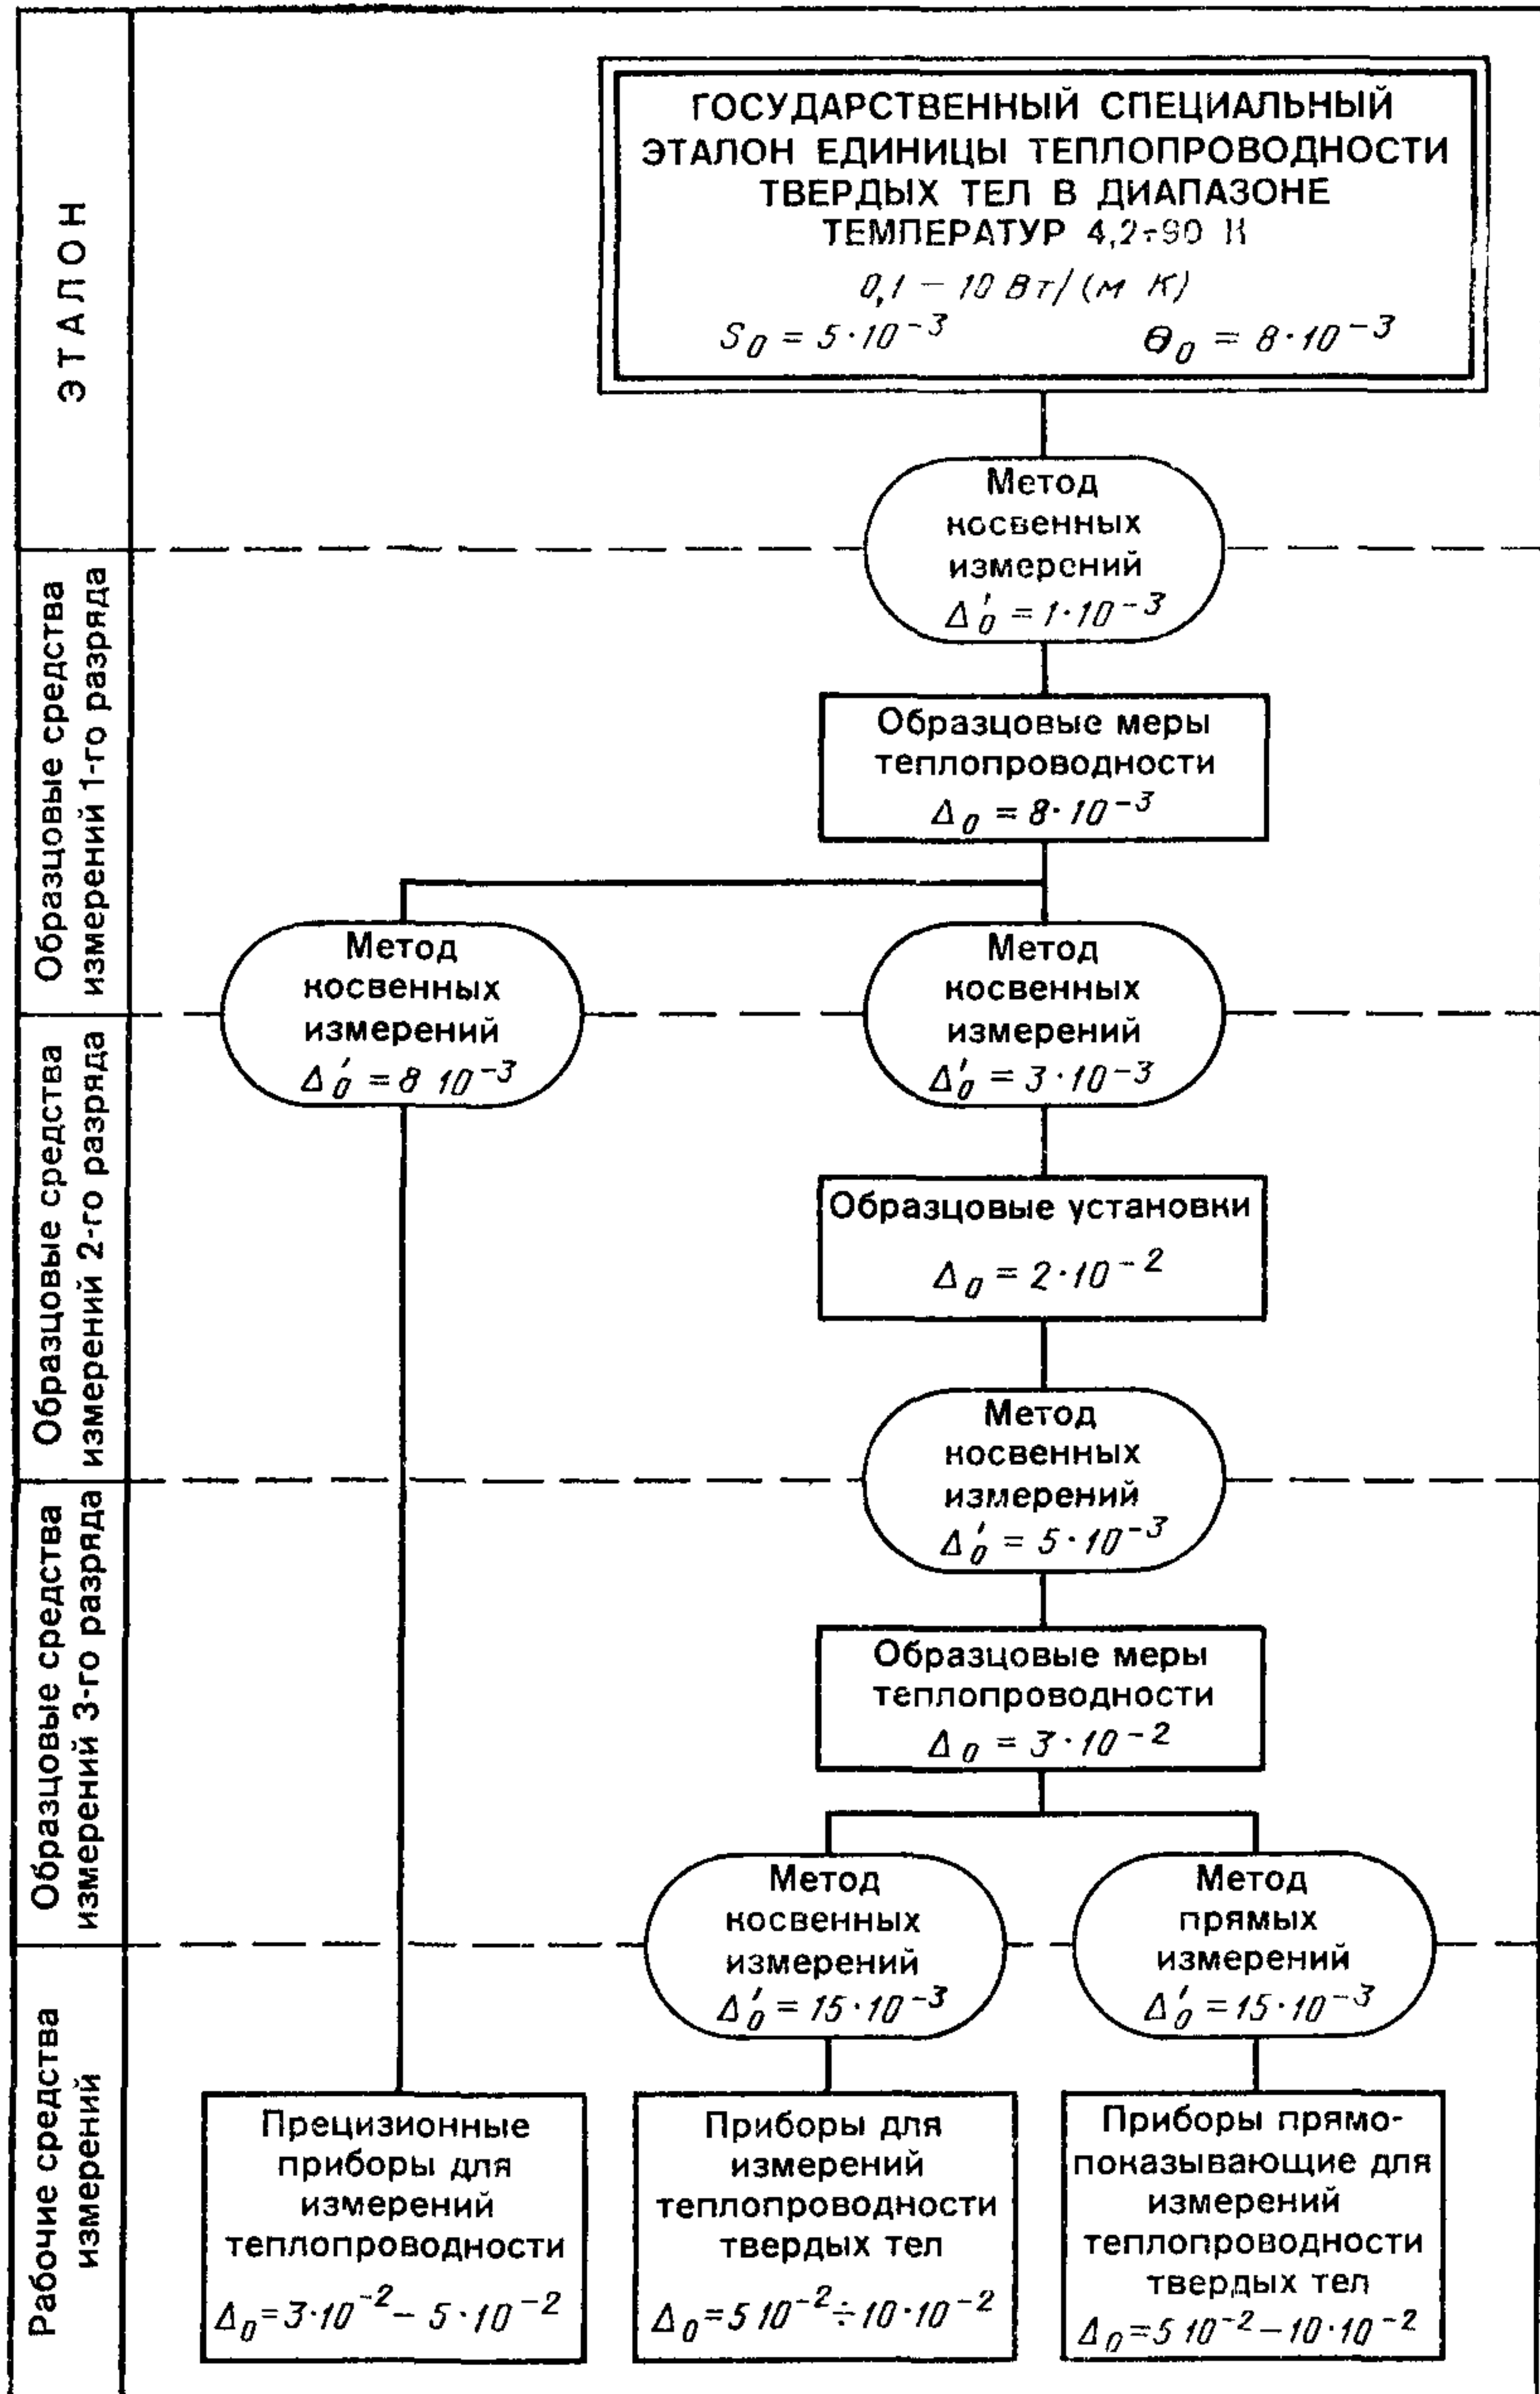 ЭТАЛОН
ГОСУДАРСТВЕННЫЙ СПЕЦИАЛЬНЫЙ
ЭТАЛОН ЕДИНИЦЫ ТЕПЛОПРОВОДНОСТИ
ТВЕРДЫХ ТЕЛ В ДИАПАЗОНЕ
ТЕМПЕРАТУР 4,2÷90 К
0,1 – 10 Вт/(м К)
S₀ = 5·10⁻³ Θ₀ = 8·10⁻³
Метод
косвенных
измерений
Δ₀′ = 1·10⁻³
Образцовые средства
измерений 1-го разряда
Образцовые меры
теплопроводности
Δ₀ = 8·10⁻³
Метод
косвенных
измерений
Δ₀′ = 8 10⁻³
Метод
косвенных
измерений
Δ₀′ = 3·10⁻³
Образцовые средства
измерений 2-го разряда
Образцовые установки
Δ₀ = 2·10⁻²
Метод
косвенных
измерений
Δ₀′ = 5·10⁻³
Образцовые средства
измерений 3-го разряда
Образцовые меры
теплопроводности
Δ₀ = 3·10⁻²
Метод
косвенных
измерений
Δ₀′ = 15·10⁻³
Метод
прямых
измерений
Δ₀′ = 15·10⁻³
Рабочие средства
измерений
Прецизионные
приборы для
измерений
теплопроводности
Δ₀=3·10⁻² – 5·10⁻²
Приборы для
измерений
теплопроводности
твердых тел
Δ₀=5 10⁻²÷10·10⁻²
Приборы прямо-
показывающие для
измерений
теплопроводности
твердых тел
Δ₀=5 10⁻²–10·10⁻²